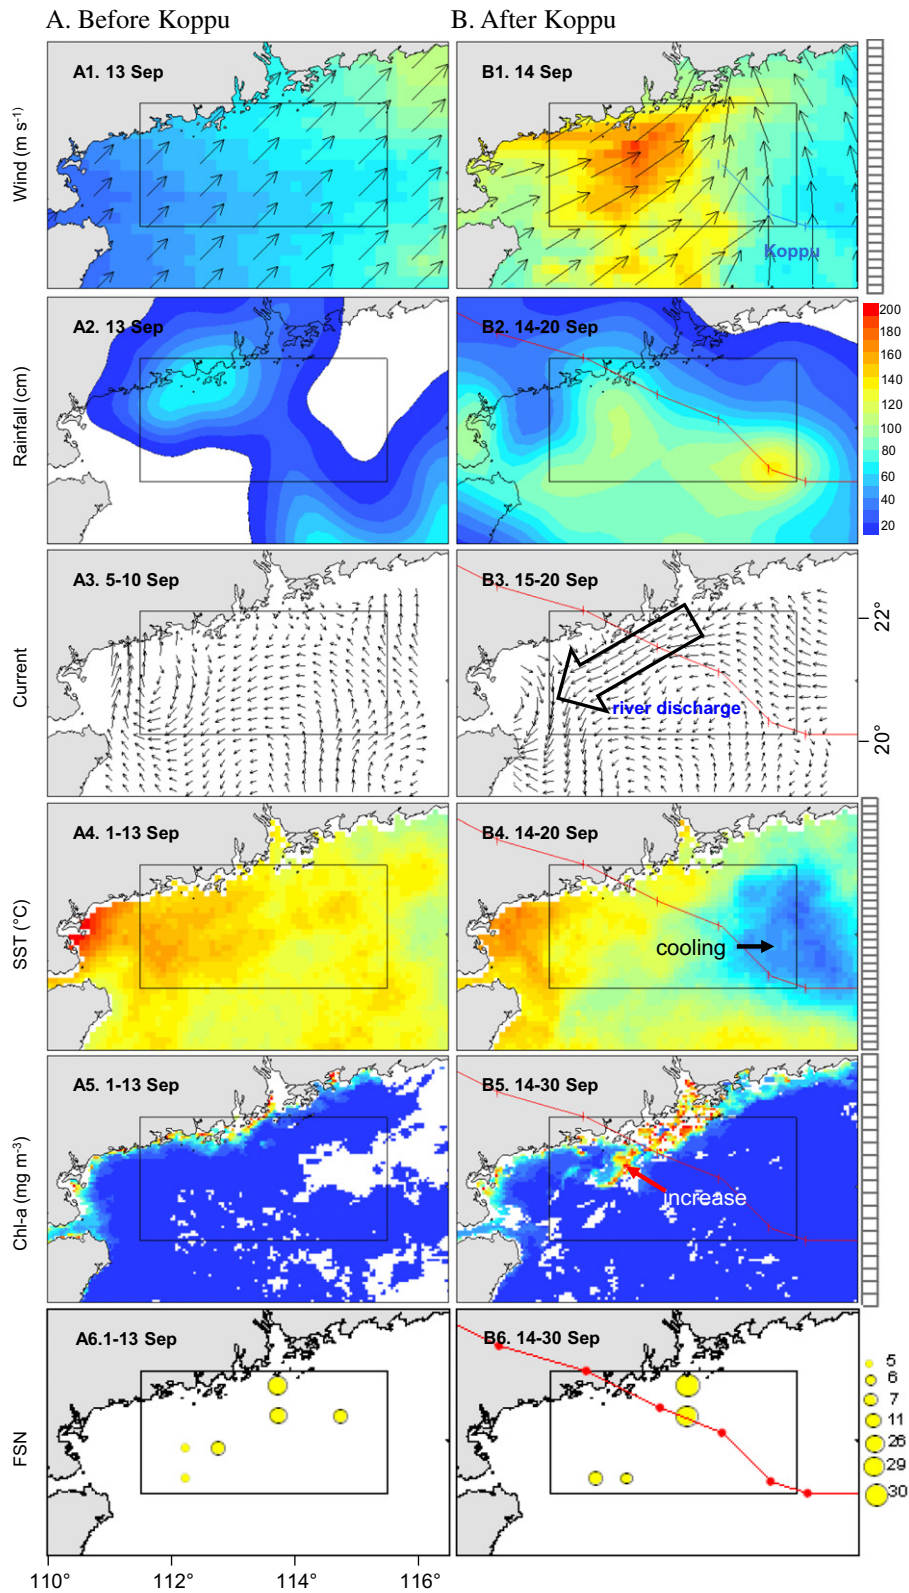 A. Before Koppu
B. After Koppu
Wind (m s⁻¹)
A1. 13 Sep
B1. 14 Sep
Koppu
Rainfall (cm)
A2. 13 Sep
B2. 14-20 Sep
200
180
160
140
120
100
80
60
40
20
Current
A3. 5-10 Sep
B3. 15-20 Sep
river discharge
22°
20°
SST (°C)
A4. 1-13 Sep
B4. 14-20 Sep
cooling
Chl-a (mg m⁻³)
A5. 1-13 Sep
B5. 14-30 Sep
increase
FSN
A6.1-13 Sep
B6. 14-30 Sep
5
6
7
11
26
29
30
110° 112° 114° 116°